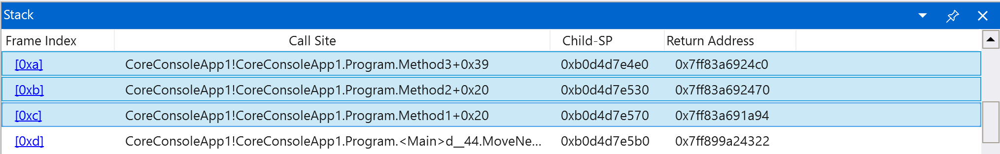 Stack
Frame Index Call Site Child-SP Return Address
[0xa] CoreConsoleApp1!CoreConsoleApp1.Program.Method3+0x39 0xb0d4d7e4e0 0x7ff83a6924c0
[0xb] CoreConsoleApp1!CoreConsoleApp1.Program.Method2+0x20 0xb0d4d7e530 0x7ff83a692470
[0xc] CoreConsoleApp1!CoreConsoleApp1.Program.Method1+0x20 0xb0d4d7e570 0x7ff83a691a94
[0xd] CoreConsoleApp1!CoreConsoleApp1.Program.<Main>d__44.MoveNe... 0xb0d4d7e5b0 0x7ff899a24322